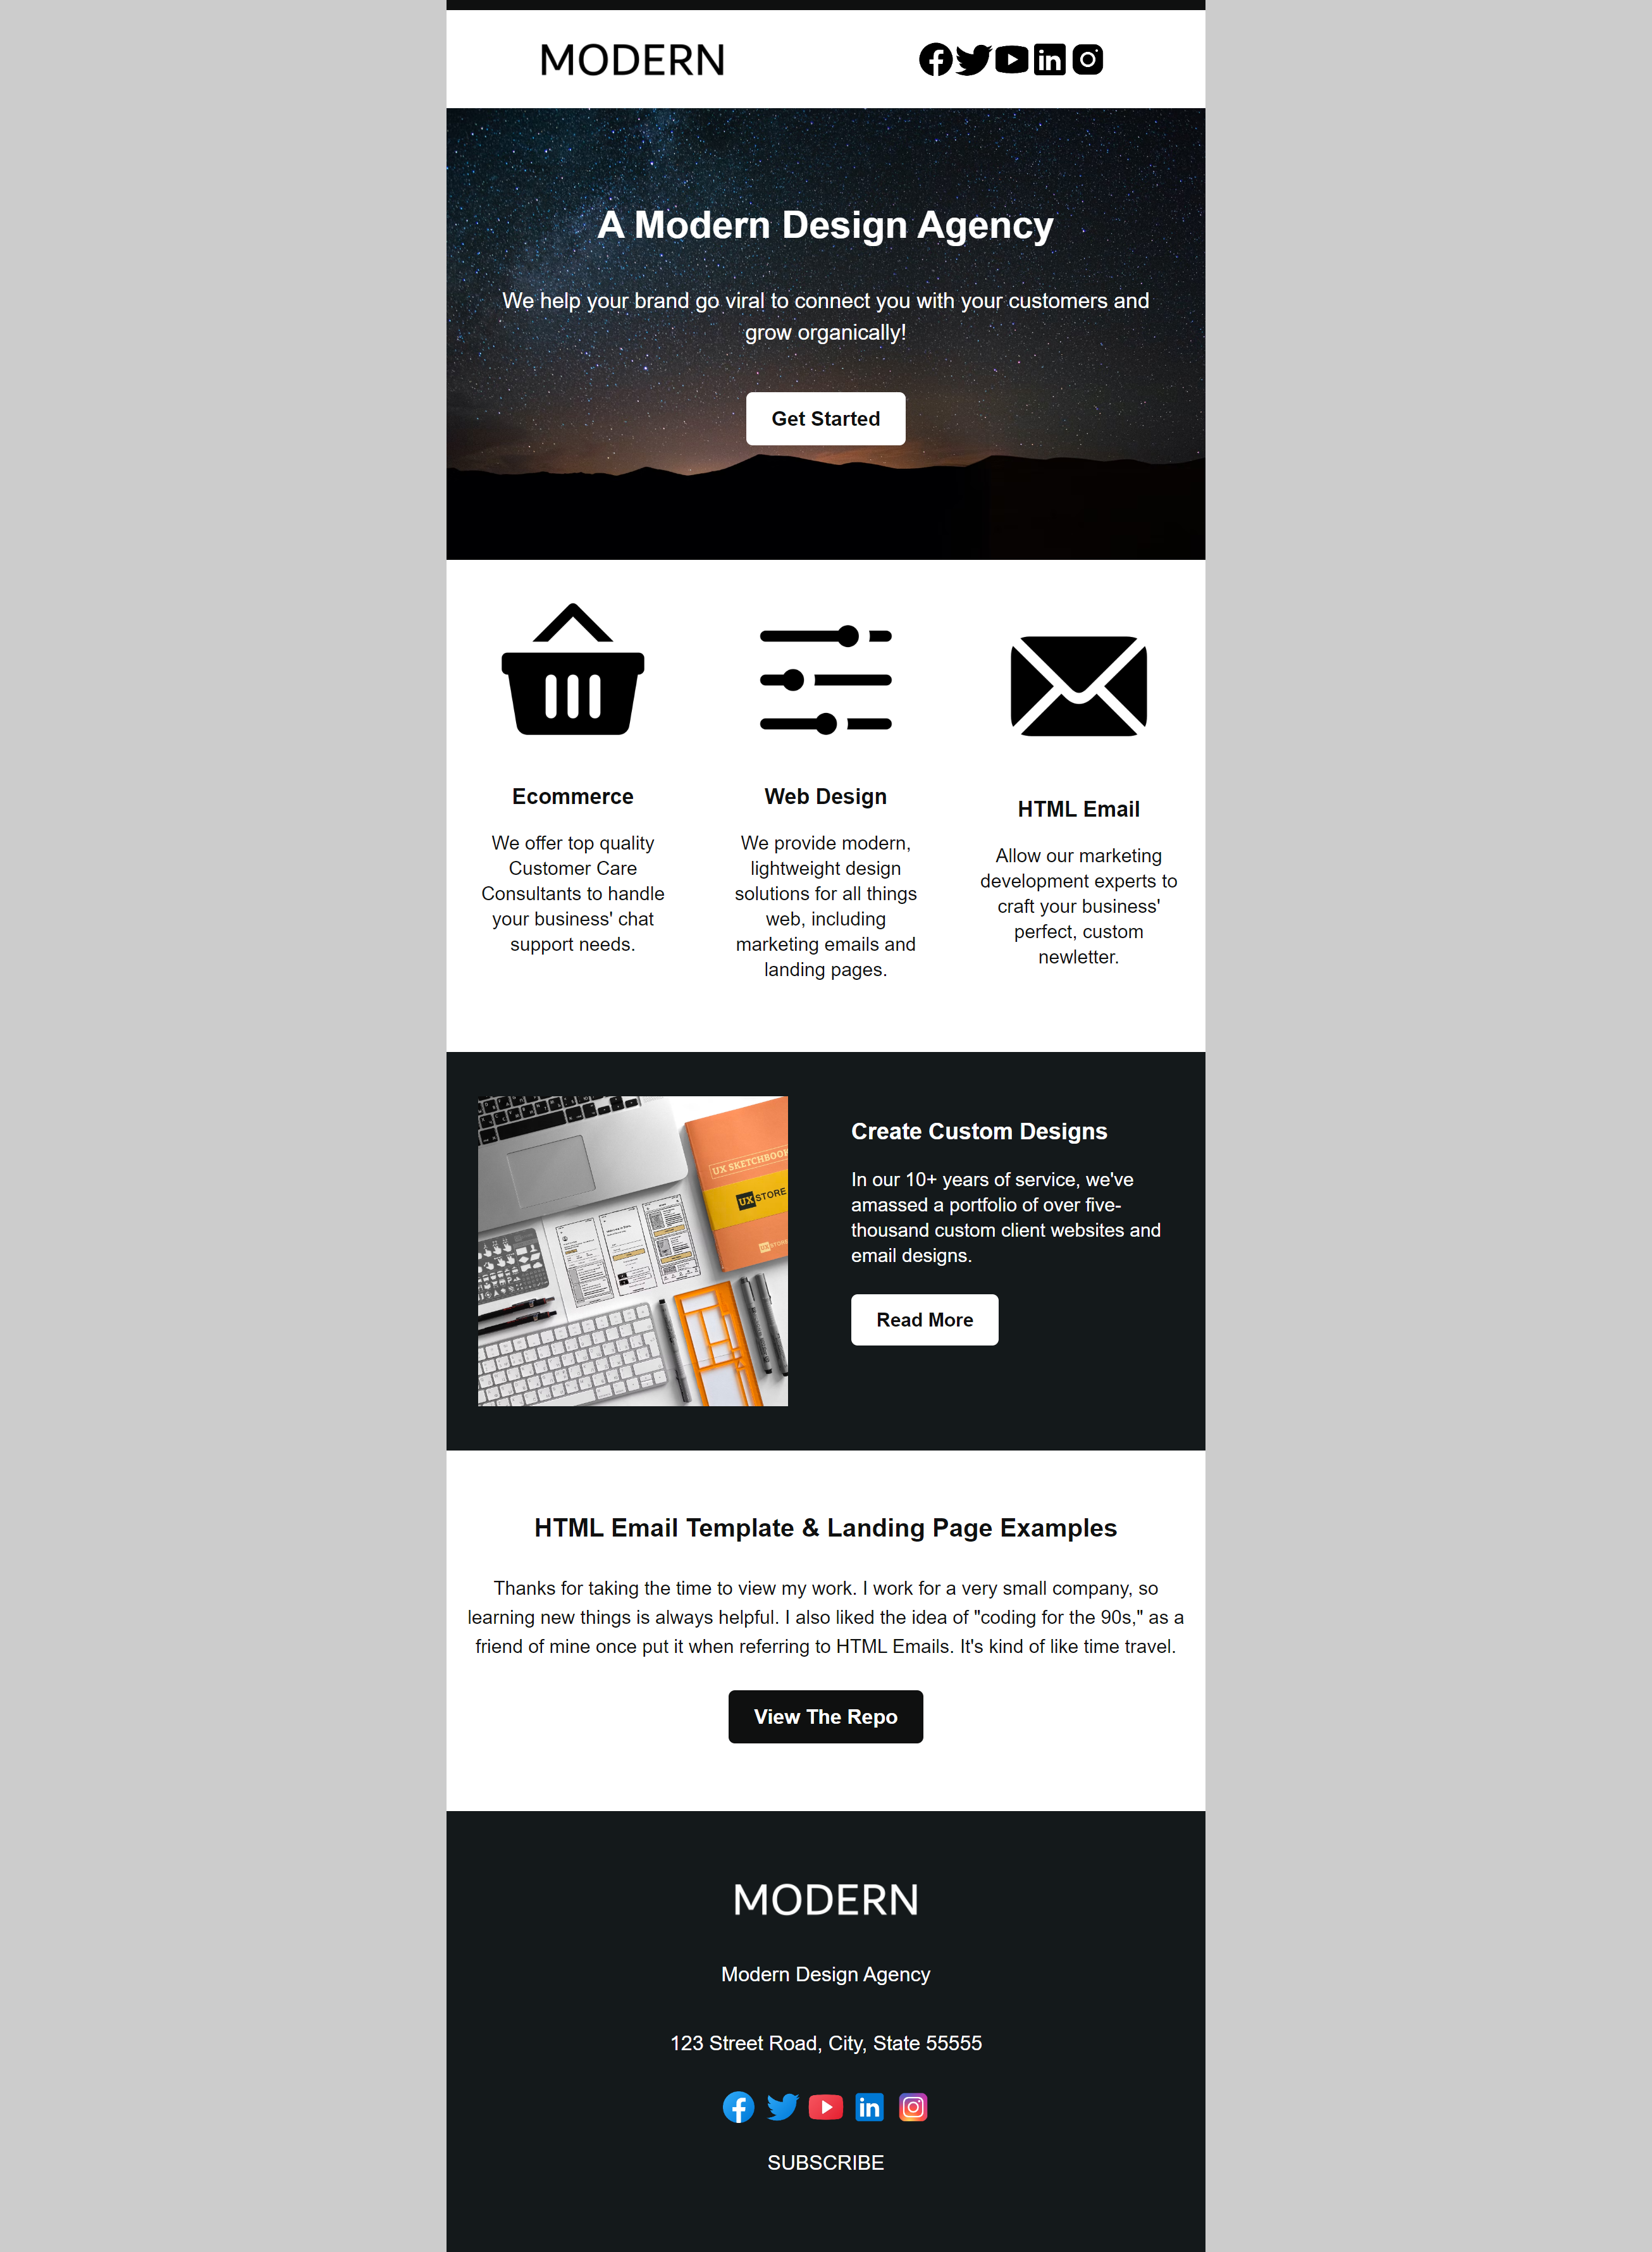 MODERN
A Modern Design Agency
We help your brand go viral to connect you with your customers and
grow organically!
Get Started
Ecommerce
We offer top quality
Customer Care
Consultants to handle
your business' chat
support needs.
Web Design
We provide modern,
lightweight design
solutions for all things
web, including
marketing emails and
landing pages.
HTML Email
Allow our marketing
development experts to
craft your business'
perfect, custom
newletter.
UX SKETCHBOOK
UX STORE
UX STORE
Create Custom Designs
In our 10+ years of service, we've
amassed a portfolio of over five-
thousand custom client websites and
email designs.
Read More
HTML Email Template & Landing Page Examples
Thanks for taking the time to view my work. I work for a very small company, so
learning new things is always helpful. I also liked the idea of "coding for the 90s," as a
friend of mine once put it when referring to HTML Emails. It's kind of like time travel.
View The Repo
MODERN
Modern Design Agency
123 Street Road, City, State 55555
SUBSCRIBE